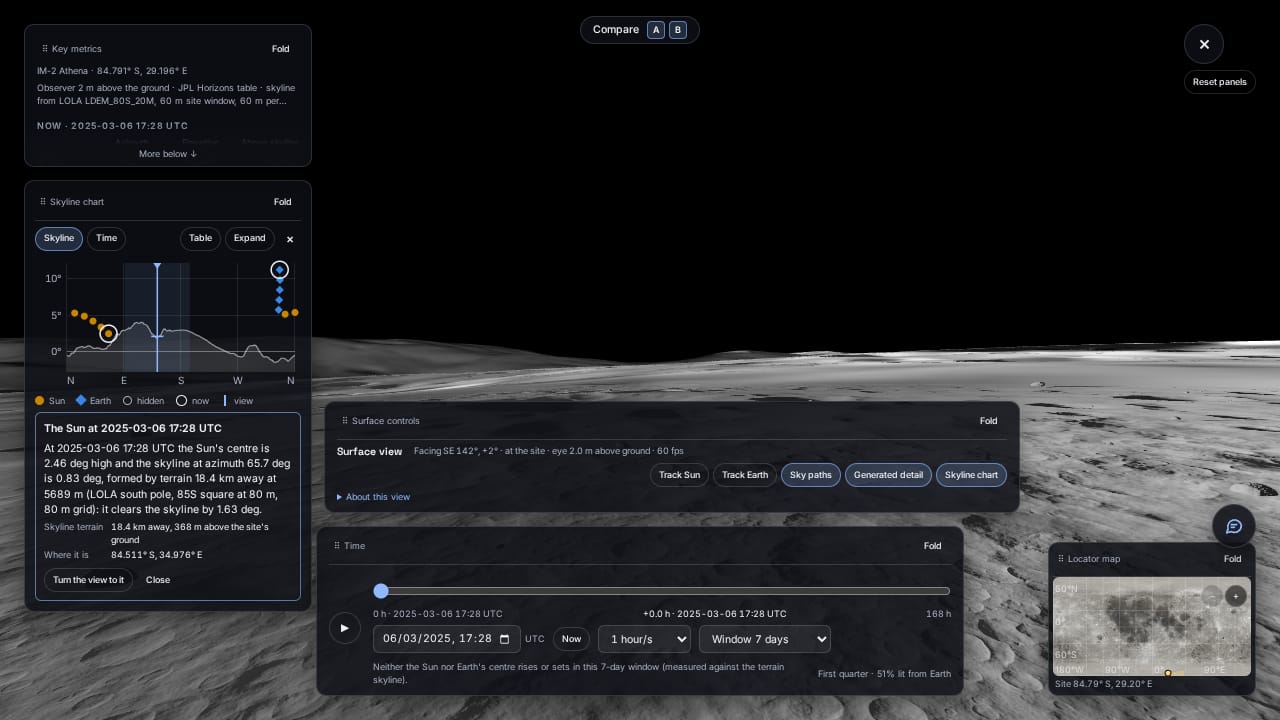 Compare A B
Reset panels
Key metrics
Fold
IM-2 Athena · 84.791° S, 29.196° E
Observer 2 m above the ground · JPL Horizons table · skyline
from LOLA LDEM_80S_20M, 60 m site window, 60 m per...
NOW · 2025-03-06 17:28 UTC
More below ↓
Skyline chart
Fold
Skyline Time Table Expand ×
10°
5°
0°
N E S W N
Sun Earth hidden now view
The Sun at 2025-03-06 17:28 UTC
At 2025-03-06 17:28 UTC the Sun's centre is
2.46 deg high and the skyline at azimuth 65.7 deg
is 0.83 deg, formed by terrain 18.4 km away at
5689 m (LOLA south pole, 85S square at 80 m,
80 m grid): it clears the skyline by 1.63 deg.
Skyline terrain 18.4 km away, 368 m above the site's
ground
Where it is 84.511° S, 34.976° E
Turn the view to it Close
Surface controls
Fold
Surface view Facing SE 142°, +2° · at the site · eye 2.0 m above ground · 60 fps
Track Sun Track Earth Sky paths Generated detail Skyline chart
▶ About this view
Time
Fold
0 h · 2025-03-06 17:28 UTC +0.0 h · 2025-03-06 17:28 UTC 168 h
06/03/2025, 17:28 UTC Now 1 hour/s Window 7 days
Neither the Sun nor Earth's centre rises or sets in this 7-day window (measured against the terrain
skyline).
First quarter · 51% lit from Earth
Locator map
Fold
60°N
0°
60°S
180°W 90°W 0° 90°E
Site 84.79° S, 29.20° E